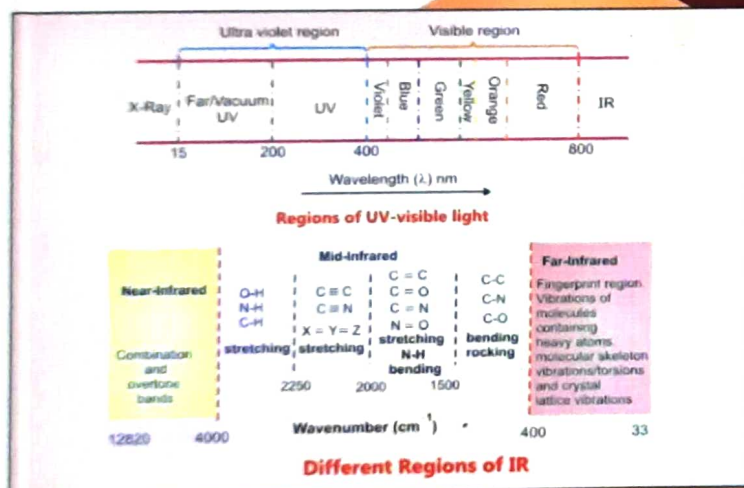 Ultra violet region
Visible region
X-Ray
Far/Vacuum
UV
UV
Violet
Blue
Green
Yellow
Orange
Red
IR
15
200
400
800
Wavelength (λ) nm
Regions of UV-visible light
Near-Infrared
Combination
and
overtone
bands
Mid-Infrared
O-H
N-H
C-H
stretching
C ≡ C
C ≡ N
X = Y = Z
stretching
C = C
C = O
C = N
N = O
stretching
N-H
bending
C-C
C-N
C-O
bending
rocking
Far-Infrared
Fingerprint region
Vibrations of
molecules
containing
heavy atoms
molecular skeleton
vibrations/torsions
and crystal
lattice vibrations
2250
2000
1500
12820
4000
Wavenumber (cm ¹)
400
33
Different Regions of IR